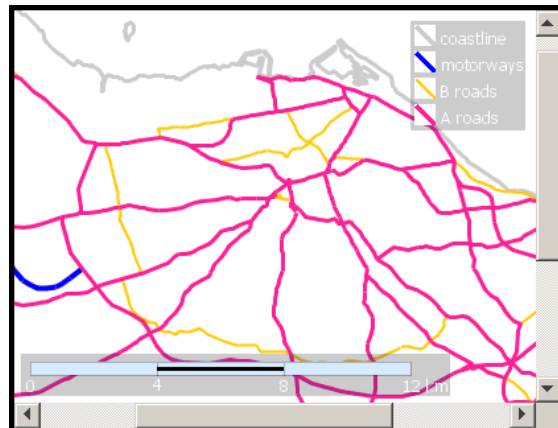 coastline
motorways
B roads
A roads
0 4 8 12 km